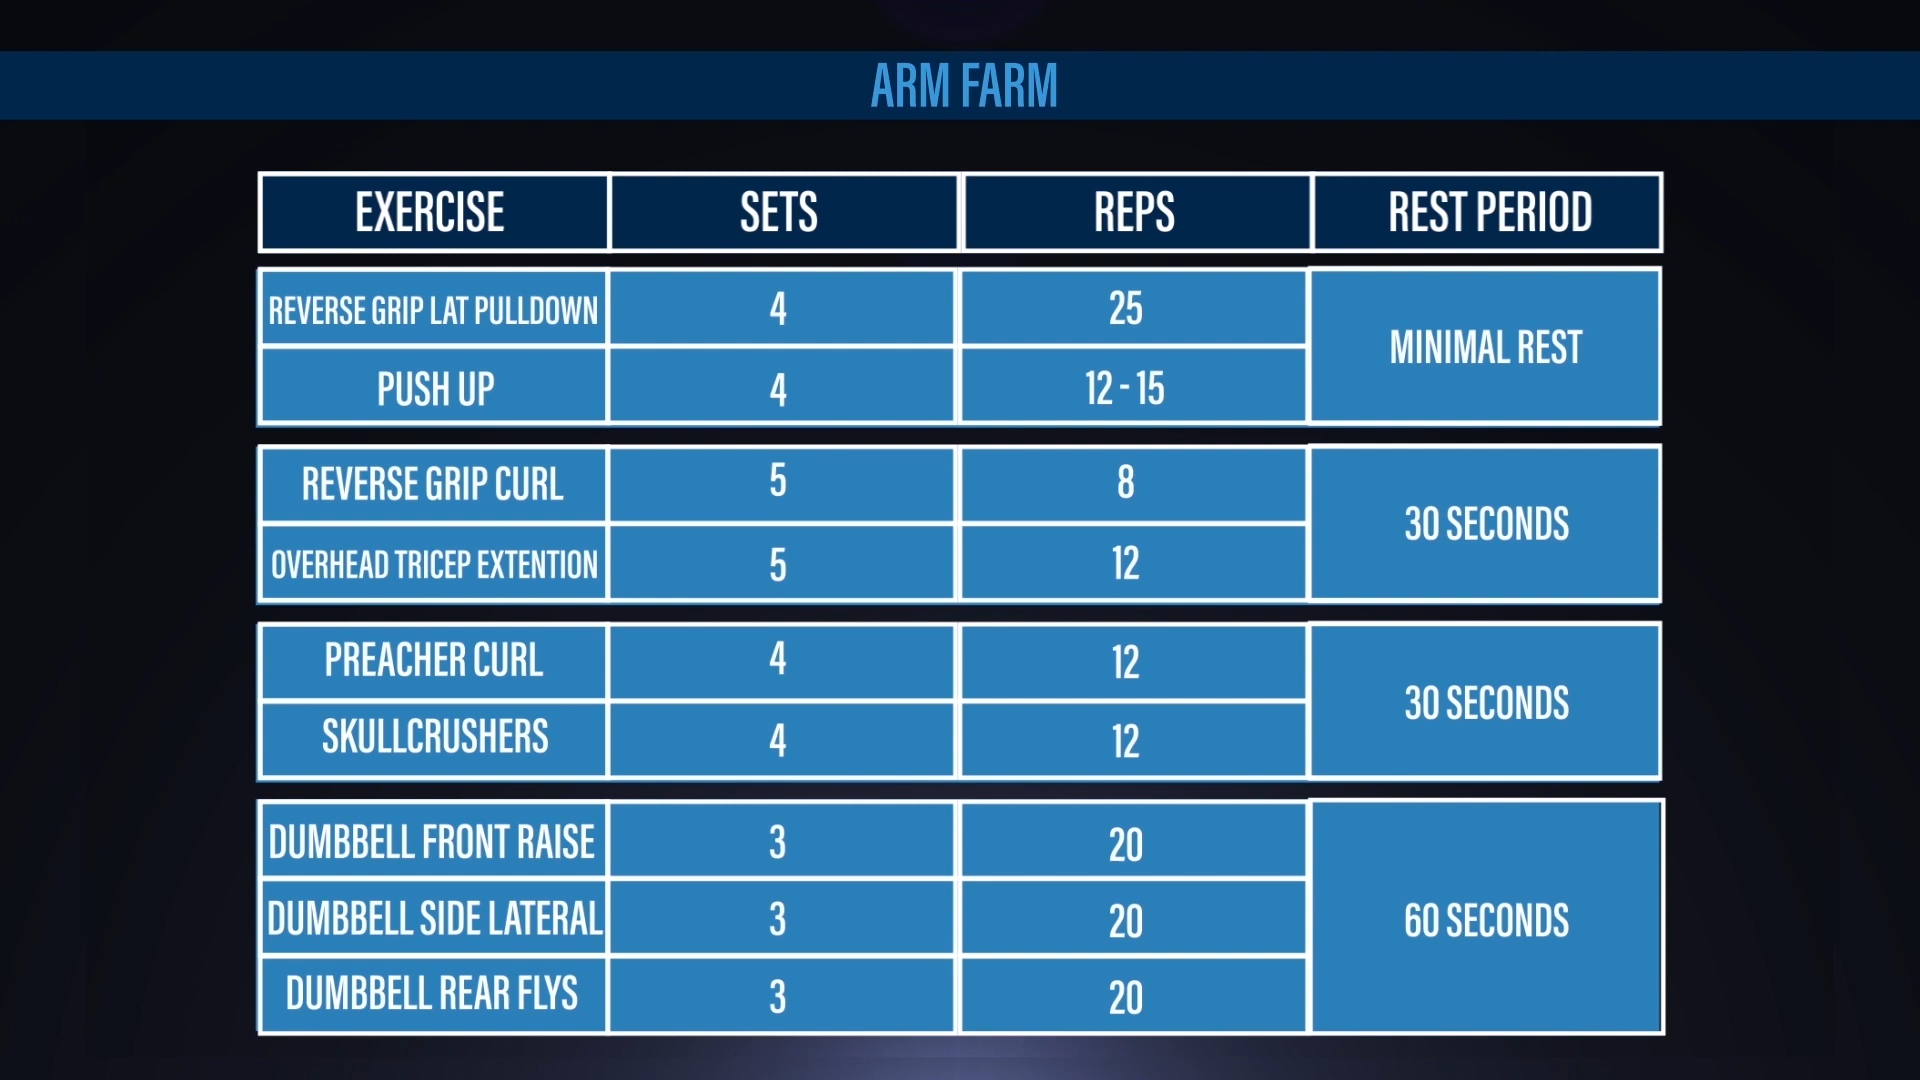 ARM FARM
EXERCISE SETS REPS REST PERIOD
REVERSE GRIP LAT PULLDOWN 4 25
MINIMAL REST
PUSH UP 4 12 - 15
REVERSE GRIP CURL 5 8
30 SECONDS
OVERHEAD TRICEP EXTENTION 5 12
PREACHER CURL 4 12
30 SECONDS
SKULLCRUSHERS 4 12
DUMBBELL FRONT RAISE 3 20
DUMBBELL SIDE LATERAL 3 20 60 SECONDS
DUMBBELL REAR FLYS 3 20